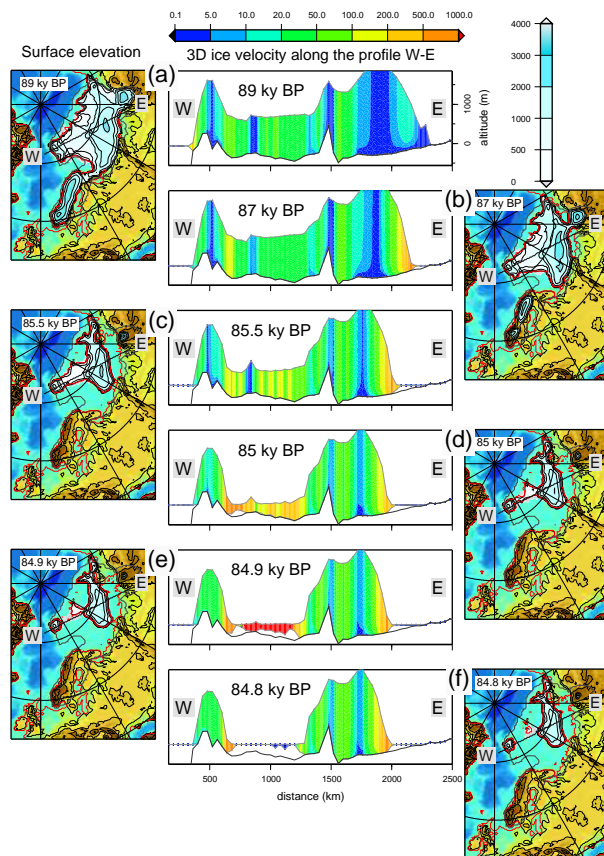 0.1 5.0 10.0 20.0 50.0 100.0 200.0 500.0 1000.0
3D ice velocity along the profile W-E
Surface elevation
4000
3000
2000
1000
500
0
altitude (m)
(a)
89 ky BP
W
E
W
89 ky BP
E
1000
0
W
87 ky BP
E
(b)
87 ky BP
W
E
85.5 ky BP
W
E
(c)
W
85.5 ky BP
E
W
85 ky BP
E
(d)
85 ky BP
W
E
84.9 ky BP
W
E
(e)
W
84.9 ky BP
E
W
84.8 ky BP
E
(f)
84.8 ky BP
W
E
500 1000 1500 2000 2500
distance (km)